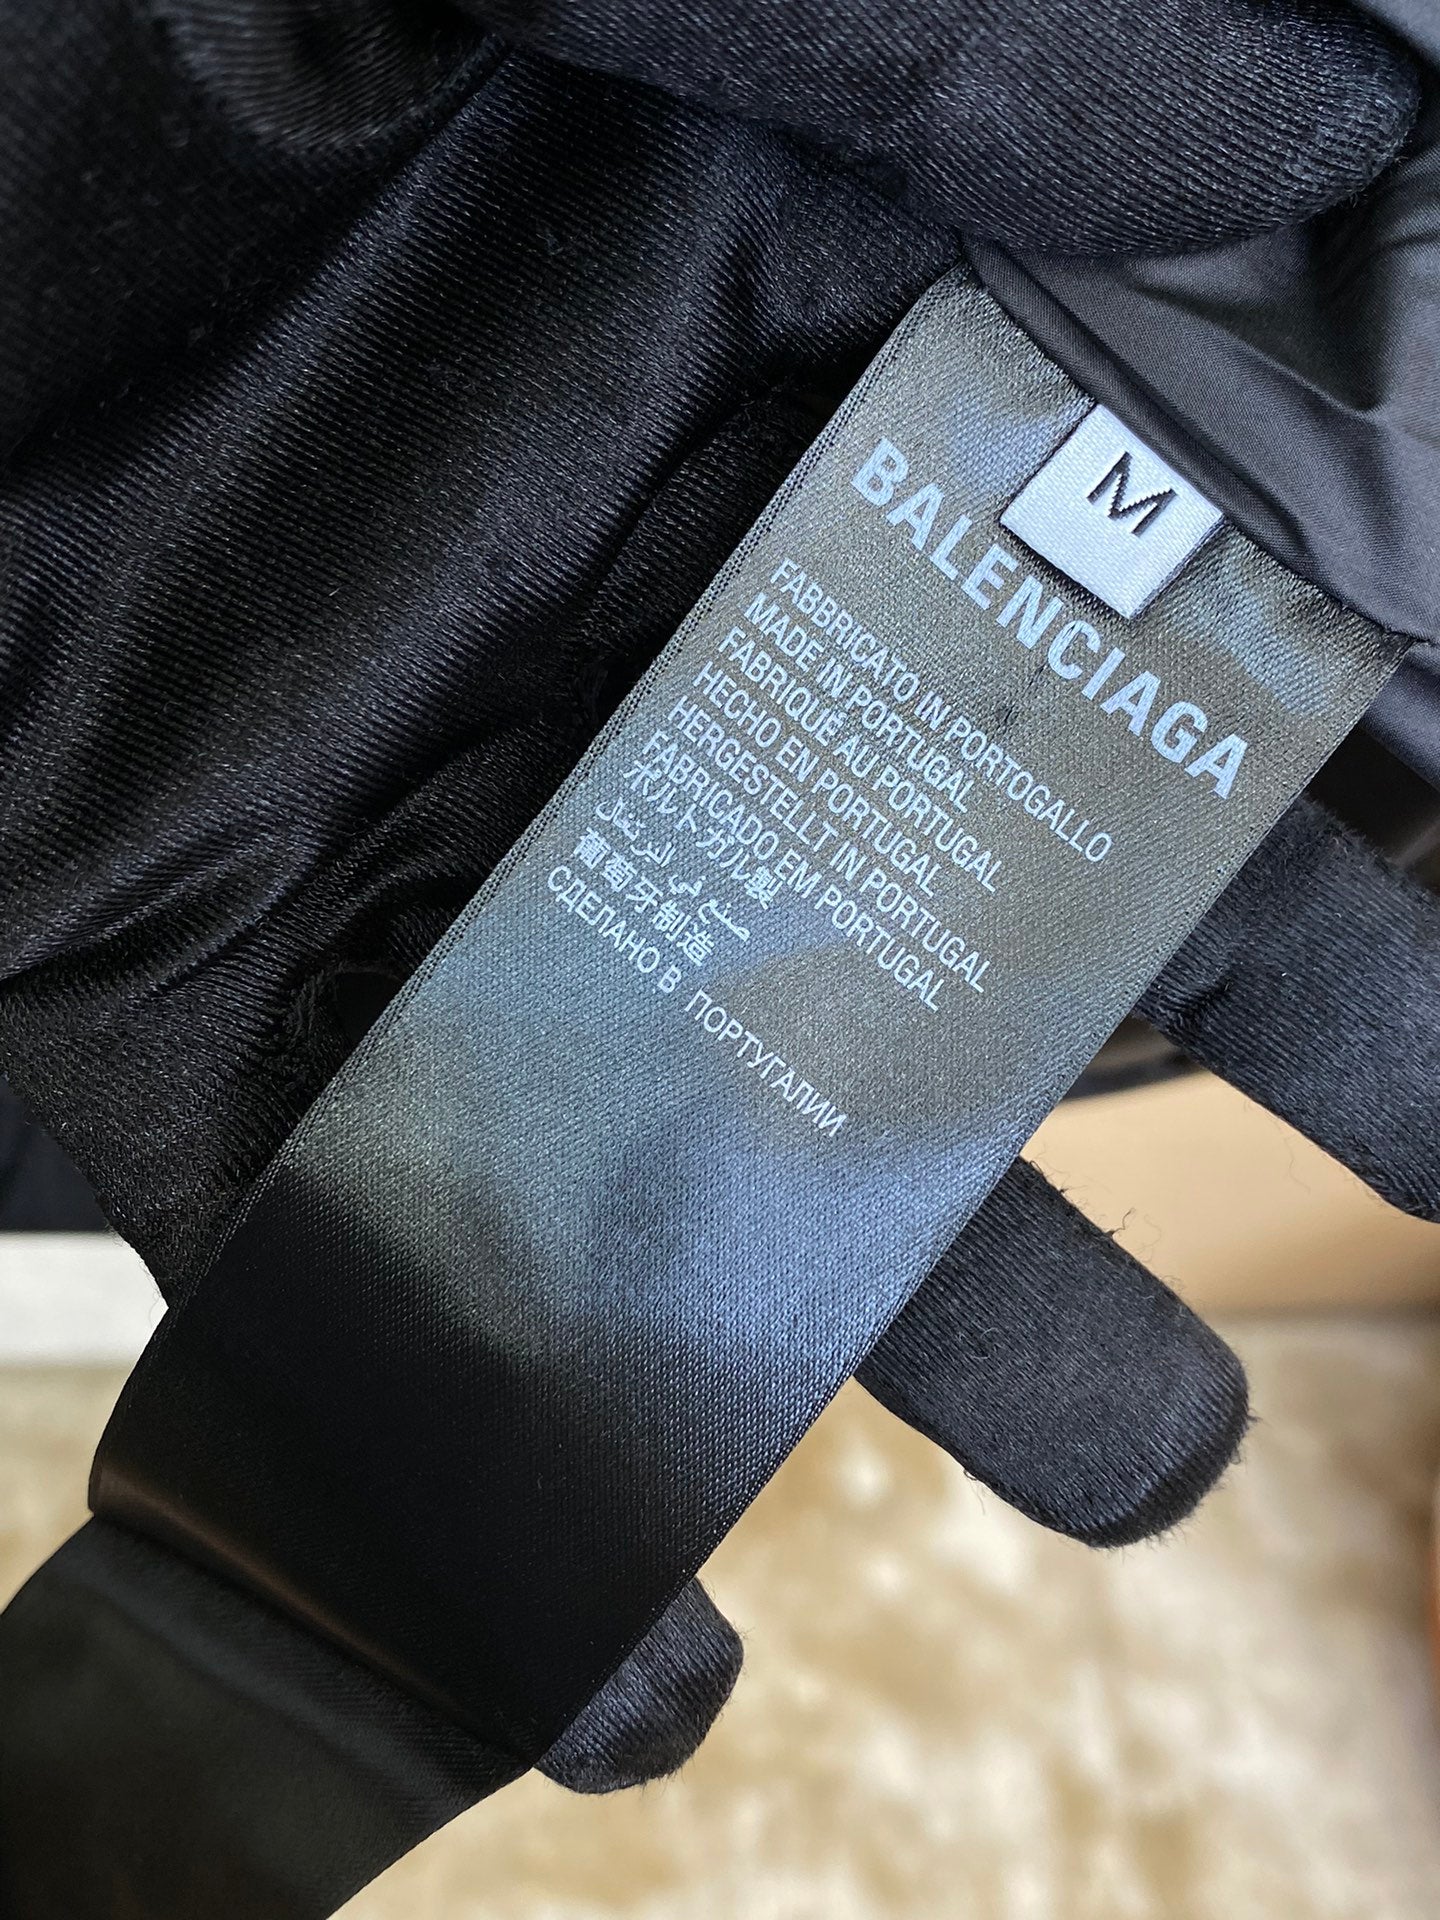 M
BALENCIAGA
FABBRICATO IN PORTOGALLO
MADE IN PORTUGAL
FABRIQUÉ AU PORTUGAL
HECHO EN PORTUGAL
HERGESTELLT IN PORTUGAL
FABRICADO EM PORTUGAL
ポルトガル製
صنع في
葡萄牙制造
СДЕЛАНО В ПОРТУГАЛИИ